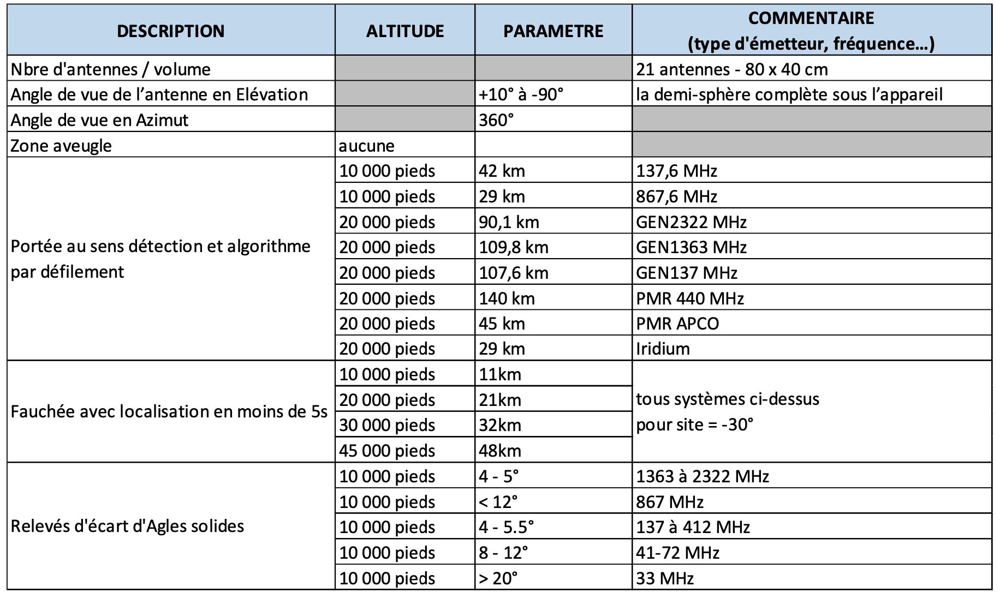 DESCRIPTION ALTITUDE PARAMETRE COMMENTAIRE
(type d'émetteur, fréquence...)
Nbre d'antennes / volume 21 antennes - 80 x 40 cm
Angle de vue de l’antenne en Elévation +10° à -90° la demi-sphère complète sous l’appareil
Angle de vue en Azimut 360°
Zone aveugle aucune
Portée au sens détection et algorithme
par défilement
10 000 pieds 42 km 137,6 MHz
10 000 pieds 29 km 867,6 MHz
20 000 pieds 90,1 km GEN2322 MHz
20 000 pieds 109,8 km GEN1363 MHz
20 000 pieds 107,6 km GEN137 MHz
20 000 pieds 140 km PMR 440 MHz
20 000 pieds 45 km PMR APCO
20 000 pieds 29 km Iridium
Fauchée avec localisation en moins de 5s
10 000 pieds 11km
20 000 pieds 21km
30 000 pieds 32km
45 000 pieds 48km
tous systèmes ci-dessus
pour site = -30°
Relevés d'écart d'Agles solides
10 000 pieds 4 - 5° 1363 à 2322 MHz
10 000 pieds < 12° 867 MHz
10 000 pieds 4 - 5.5° 137 à 412 MHz
10 000 pieds 8 - 12° 41-72 MHz
10 000 pieds > 20° 33 MHz